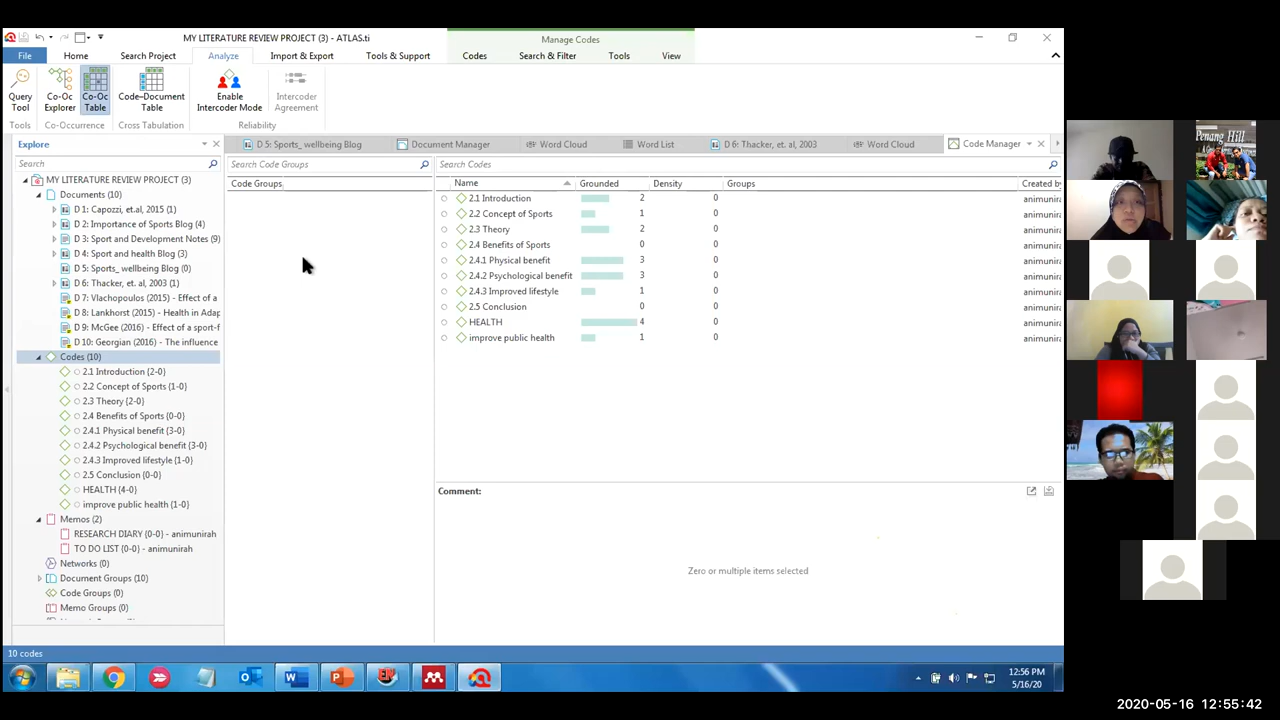 MY LITERATURE REVIEW PROJECT (3) - ATLAS.ti
Manage Codes
File
Home
Search Project
Analyze
Import & Export
Tools & Support
Codes
Search & Filter
Tools
View
Query Tool
Co-Oc Explorer
Co-Oc Table
Code–Document Table
Enable Intercoder Mode
Intercoder Agreement
Tools
Co-Occurrence
Cross Tabulation
Reliability
Explore
D 5: Sports_ wellbeing Blog
Document Manager
Word Cloud
Word List
D 6: Thacker, et. al, 2003
Word Cloud
Code Manager
Search
MY LITERATURE REVIEW PROJECT (3)
Documents (10)
D 1: Capozzi, et.al, 2015 (1)
D 2: Importance of Sports Blog (4)
D 3: Sport and Development Notes (9)
D 4: Sport and health Blog (3)
D 5: Sports_ wellbeing Blog (0)
D 6: Thacker, et. al, 2003 (1)
D 7: Vlachopoulos (2015) - Effect of a
D 8: Lankhorst (2015) - Health in Adap
D 9: McGee (2016) - Effect of a sport-f
D 10: Georgian (2016) - The influence
Codes (10)
2.1 Introduction {2-0}
2.2 Concept of Sports {1-0}
2.3 Theory {2-0}
2.4 Benefits of Sports {0-0}
2.4.1 Physical benefit {3-0}
2.4.2 Psychological benefit {3-0}
2.4.3 Improved lifestyle {1-0}
2.5 Conclusion {0-0}
HEALTH {4-0}
improve public health {1-0}
Memos (2)
RESEARCH DIARY {0-0} - animunirah
TO DO LIST {0-0} - animunirah
Networks (0)
Document Groups (10)
Code Groups (0)
Memo Groups (0)
Search Code Groups
Code Groups
Search Codes
Name Grounded Density Groups Created by
2.1 Introduction 2 0 animunira
2.2 Concept of Sports 1 0 animunira
2.3 Theory 2 0 animunira
2.4 Benefits of Sports 0 0 animunira
2.4.1 Physical benefit 3 0 animunira
2.4.2 Psychological benefit 3 0 animunira
2.4.3 Improved lifestyle 1 0 animunira
2.5 Conclusion 0 0 animunira
HEALTH 4 0 animunira
improve public health 1 0 animunira
Comment:
Zero or multiple items selected
10 codes
12:56 PM
5/16/20
Penang Hill
2020-05-16 12:55:42